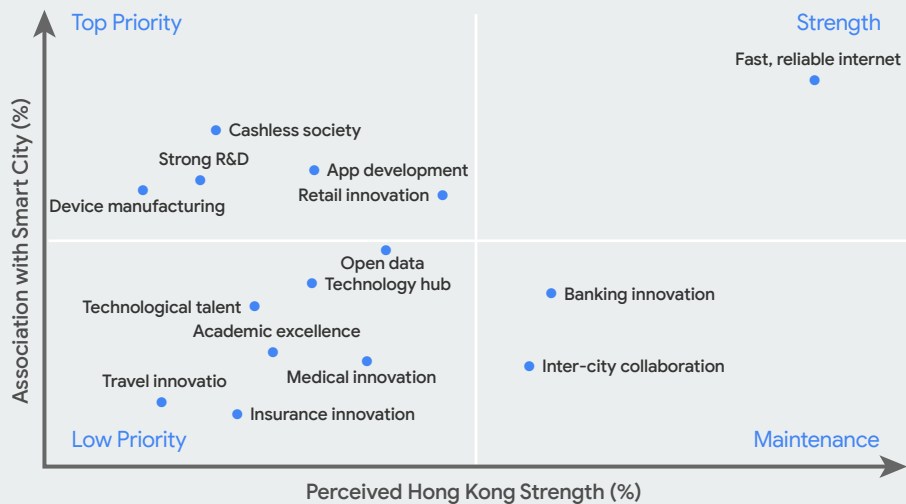 Top Priority
Strength
Fast, reliable internet
Cashless society
Strong R&D
App development
Retail innovation
Device manufacturing
Open data
Technology hub
Banking innovation
Technological talent
Academic excellence
Inter-city collaboration
Medical innovation
Travel innovatio
Insurance innovation
Low Priority
Maintenance
Association with Smart City (%)
Perceived Hong Kong Strength (%)